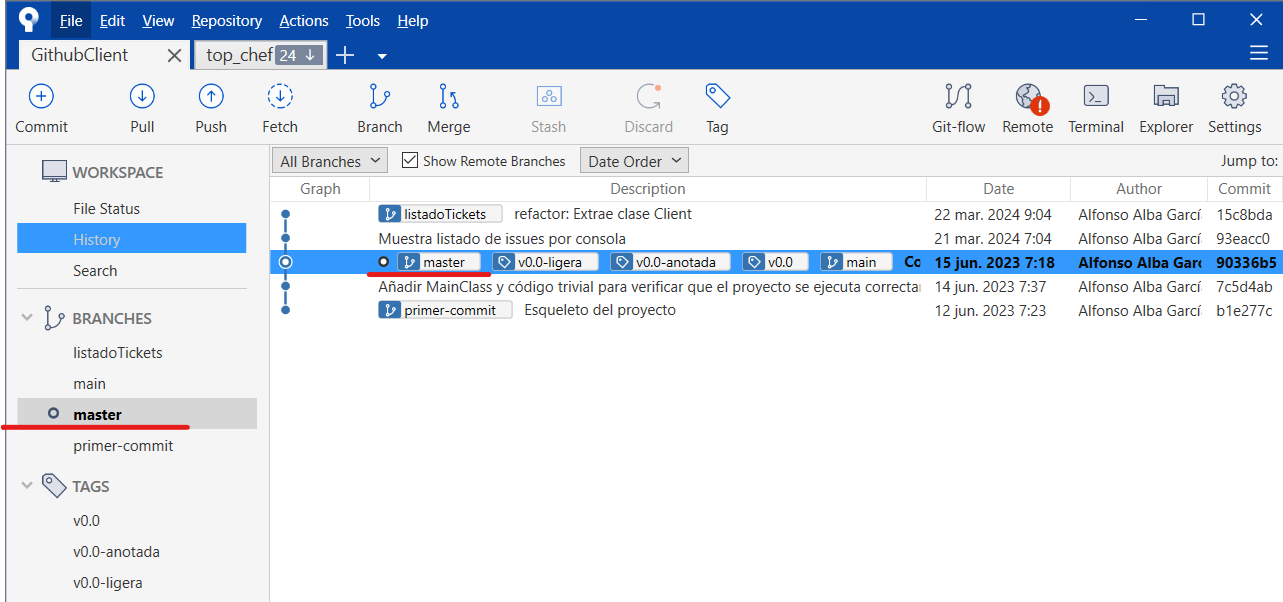 File Edit View Repository Actions Tools Help
GithubClient top_chef 24
Commit Pull Push Fetch Branch Merge Stash Discard Tag Git-flow Remote Terminal Explorer Settings
WORKSPACE
File Status
History
Search
BRANCHES
listadoTickets
main
master
primer-commit
TAGS
v0.0
v0.0-anotada
v0.0-ligera
All Branches Show Remote Branches Date Order Jump to:
Graph Description Date Author Commit
listadoTickets refactor: Extrae clase Client 22 mar. 2024 9:04 Alfonso Alba Garcí 15c8bda
Muestra listado de issues por consola 21 mar. 2024 7:04 Alfonso Alba Garcí 93eacc0
master v0.0-ligera v0.0-anotada v0.0 main Co 15 jun. 2023 7:18 Alfonso Alba Garc 90336b5
Añadir MainClass y código trivial para verificar que el proyecto se ejecuta correctar 14 jun. 2023 7:37 Alfonso Alba Garcí 7c5d4ab
primer-commit Esqueleto del proyecto 12 jun. 2023 7:23 Alfonso Alba Garcí b1e277c